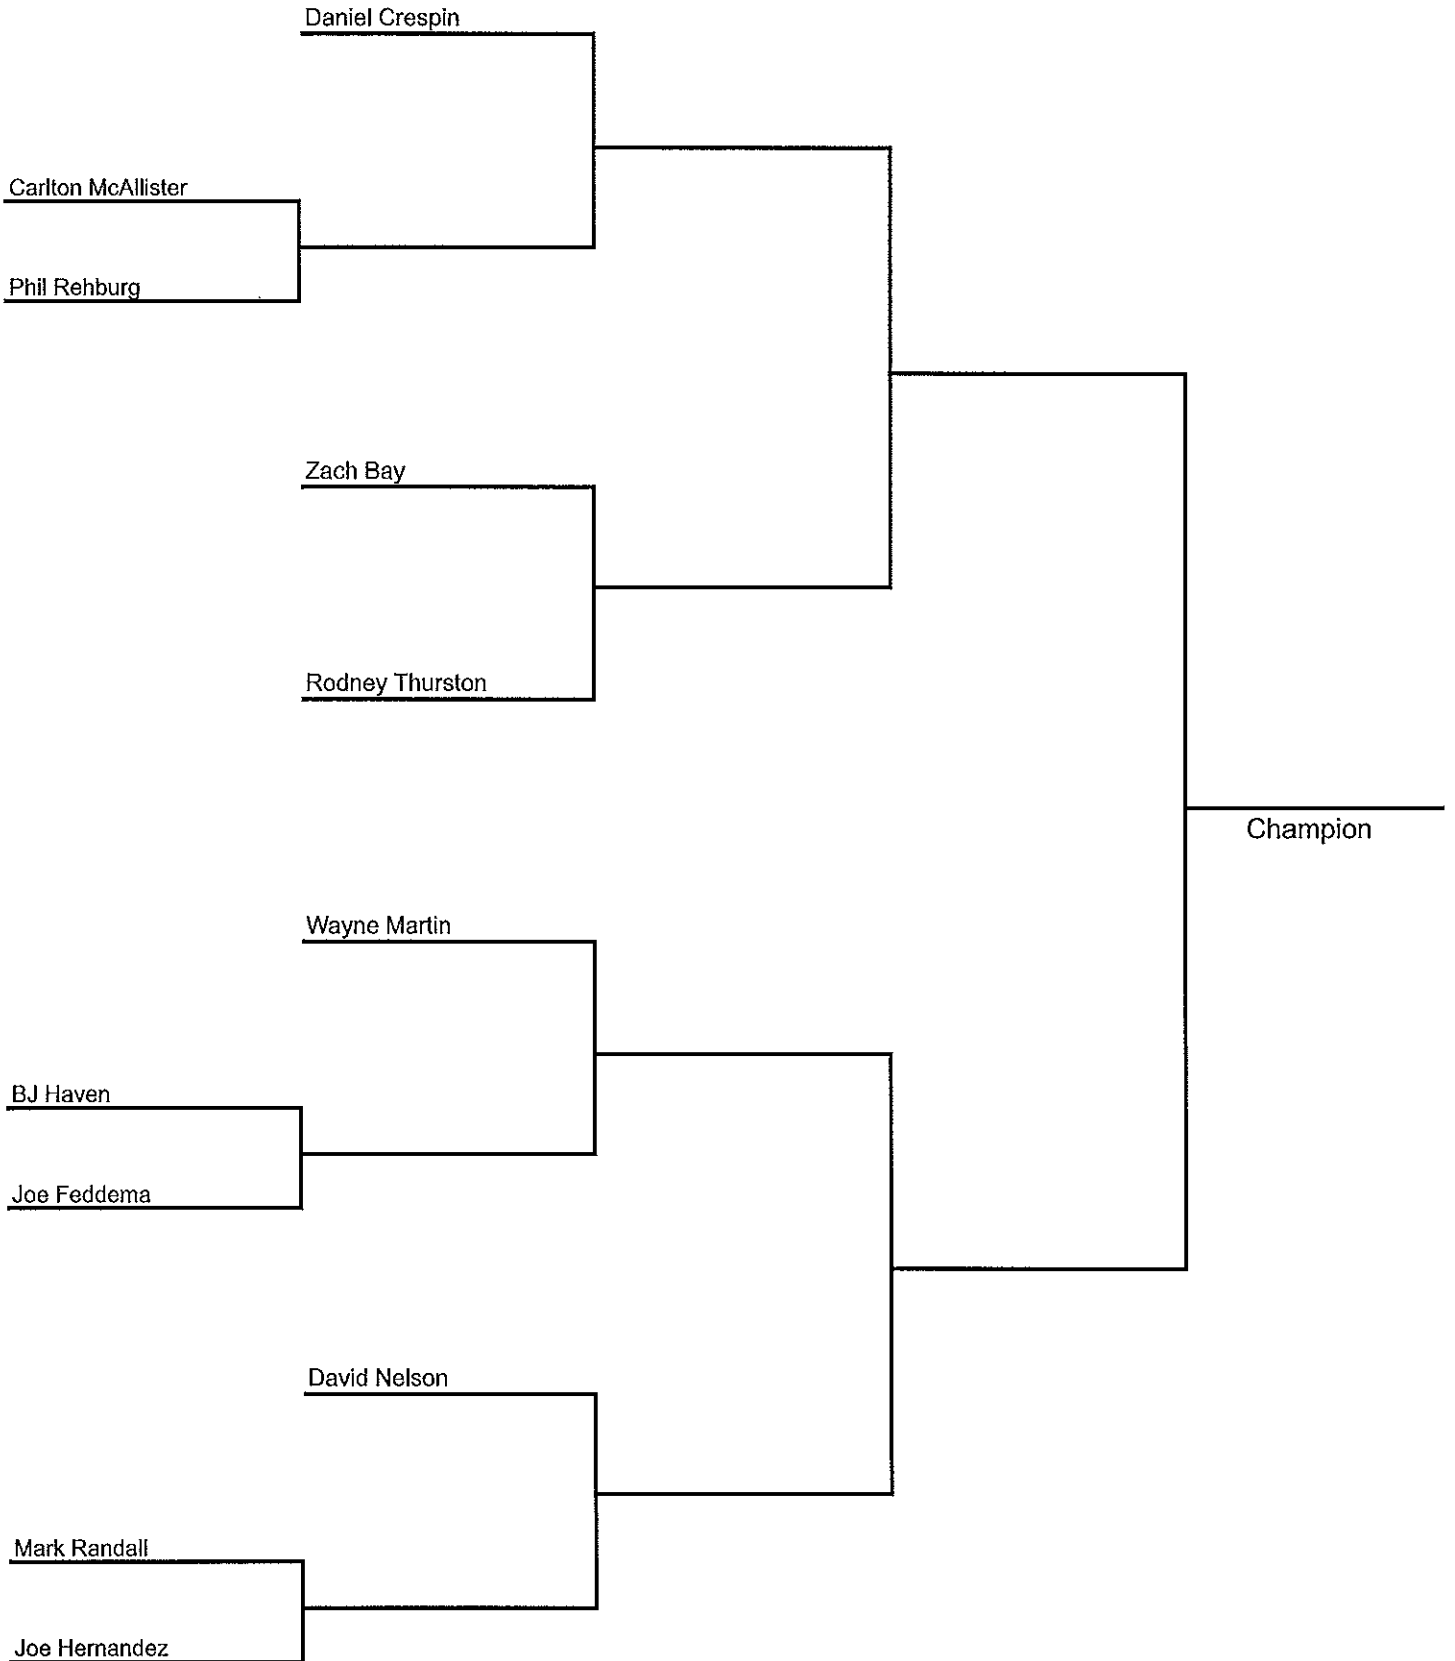 Daniel Crespin
Carlton McAllister
Phil Rehburg
Zach Bay
Rodney Thurston
Champion
Wayne Martin
BJ Haven
Joe Feddema
David Nelson
Mark Randall
Joe Hernandez